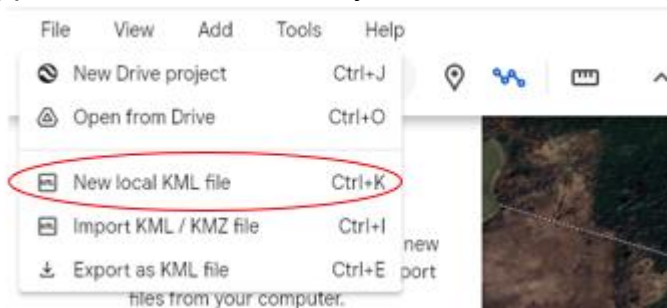 File View Add Tools Help
New Drive project Ctrl+J
Open from Drive Ctrl+O
New local KML file Ctrl+K
Import KML / KMZ file Ctrl+I
new
Export as KML file Ctrl+E
port
files from your computer.